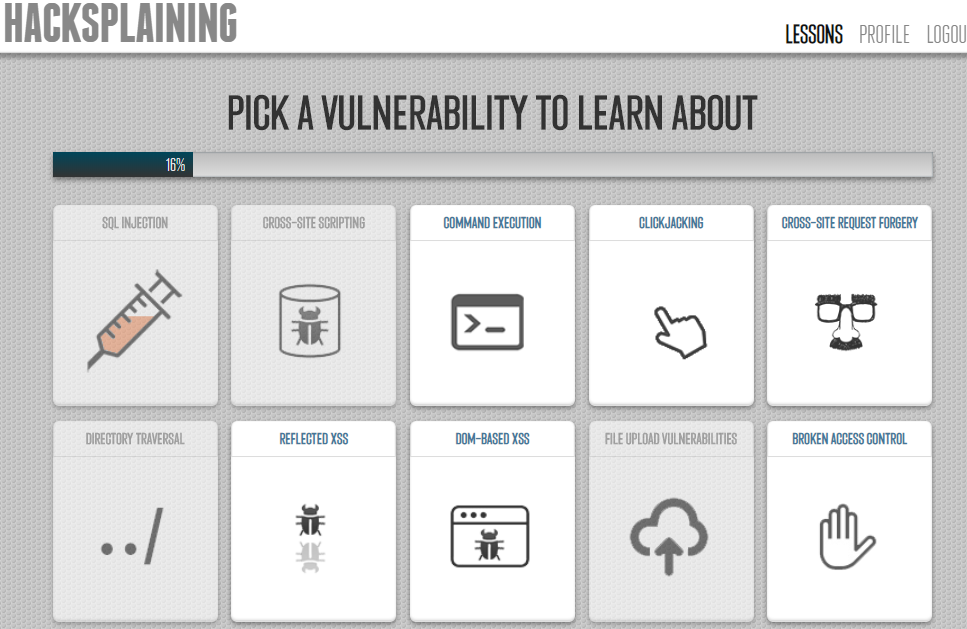 HACKSPLAINING
LESSONS PROFILE LOGOU
PICK A VULNERABILITY TO LEARN ABOUT
16%
SQL INJECTION CROSS-SITE SCRIPTING COMMAND EXECUTION CLICKJACKING CROSS-SITE REQUEST FORGERY
>_
DIRECTORY TRAVERSAL REFLECTED XSS DOM-BASED XSS FILE UPLOAD VULNERABILITIES BROKEN ACCESS CONTROL
../